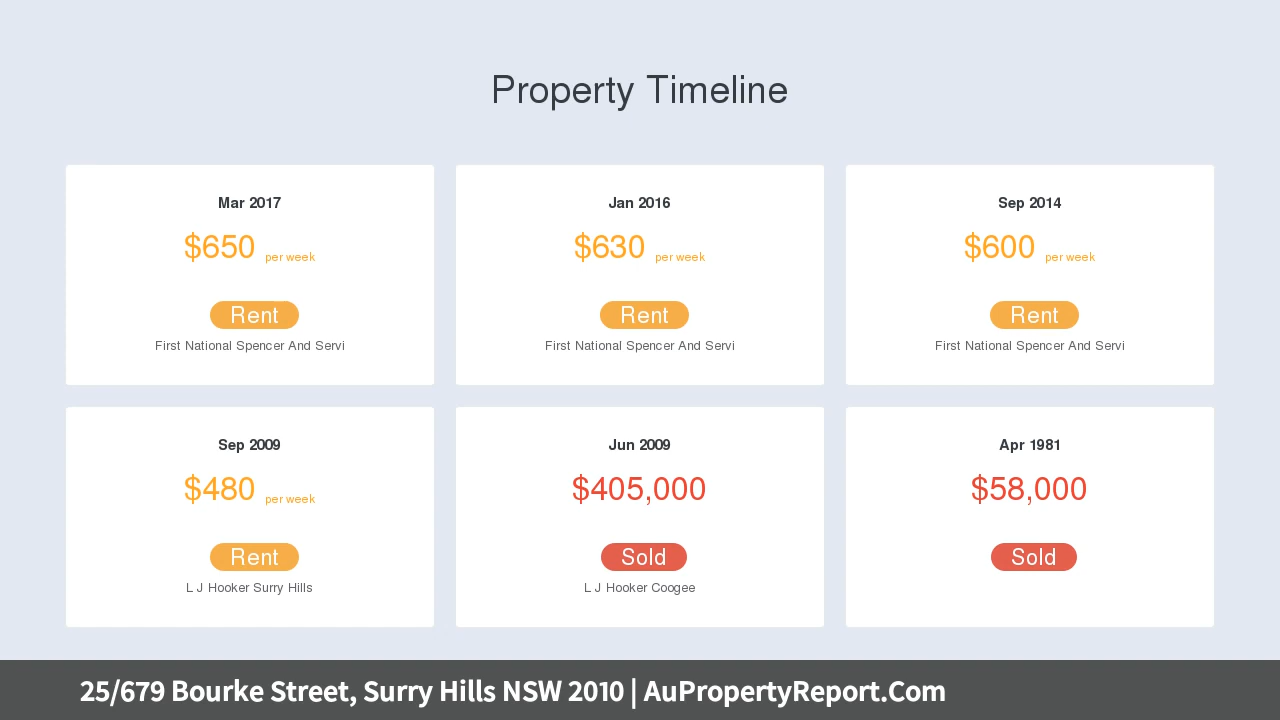 Property Timeline
Mar 2017
$650 per week
Rent
First National Spencer And Servi
Jan 2016
$630 per week
Rent
First National Spencer And Servi
Sep 2014
$600 per week
Rent
First National Spencer And Servi
Sep 2009
$480 per week
Rent
L J Hooker Surry Hills
Jun 2009
$405,000
Sold
L J Hooker Coogee
Apr 1981
$58,000
Sold
25/679 Bourke Street, Surry Hills NSW 2010 | AuPropertyReport.Com